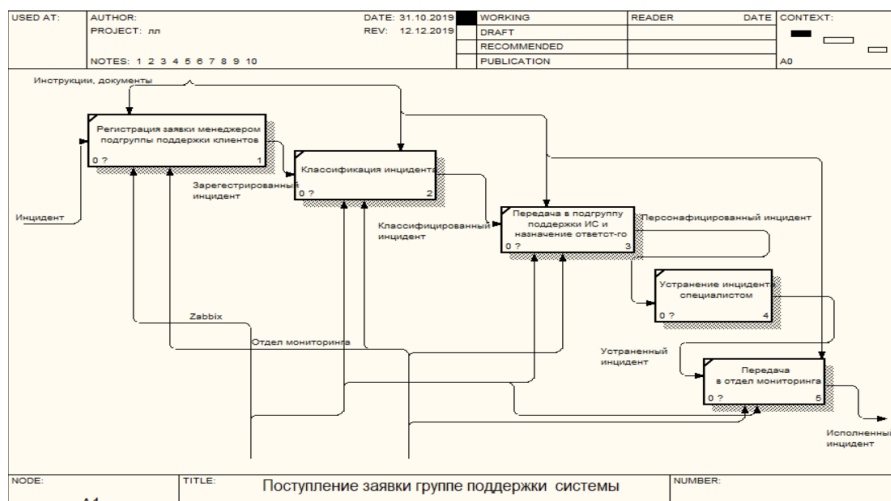 USED AT:
AUTHOR:
DATE: 31.10.2019
WORKING
READER
DATE
CONTEXT:
PROJECT: лл
REV: 12.12.2019
DRAFT
RECOMMENDED
NOTES: 1 2 3 4 5 6 7 8 9 10
PUBLICATION
A0
Инструкции, документы
Регистрация заявки менеджером
подгруппы поддержки клиентов
0 ?
1
Зарегестрированный
инцидент
Инцидент
Классификация инцидента
0 ?
2
Классифицированный
инцидент
Передача в подгруппу
поддержки ИС и
назначение ответст-го
0 ?
3
Персонафицированный инцидент
Устранение инцидента
специалистом
0 ?
4
Zabbix
Отдел мониторинга
Устраненный
инцидент
Передача
в отдел мониторинга
0 ?
5
Исполненный
инцидент
NODE:
TITLE:
Поступление заявки группе поддержки системы
NUMBER: